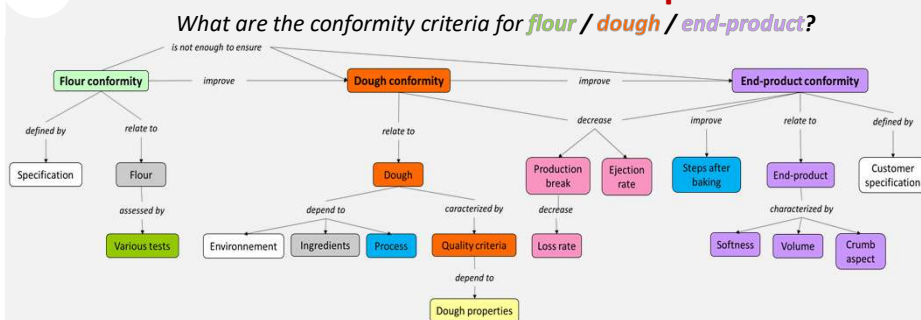 What are the conformity criteria for flour / dough / end-product?
is not enough to ensure
Flour conformity
improve
Dough conformity
improve
End-product conformity
defined by
relate to
relate to
decrease
improve
relate to
defined by
Specification
Flour
Dough
Production
break
Ejection
rate
Steps after
baking
End-product
Customer
specification
assessed by
depend to
caracterized by
decrease
characterized by
Various tests
Environnement
Ingredients
Process
Quality criteria
Loss rate
Softness
Volume
Crumb
aspect
depend to
Dough properties